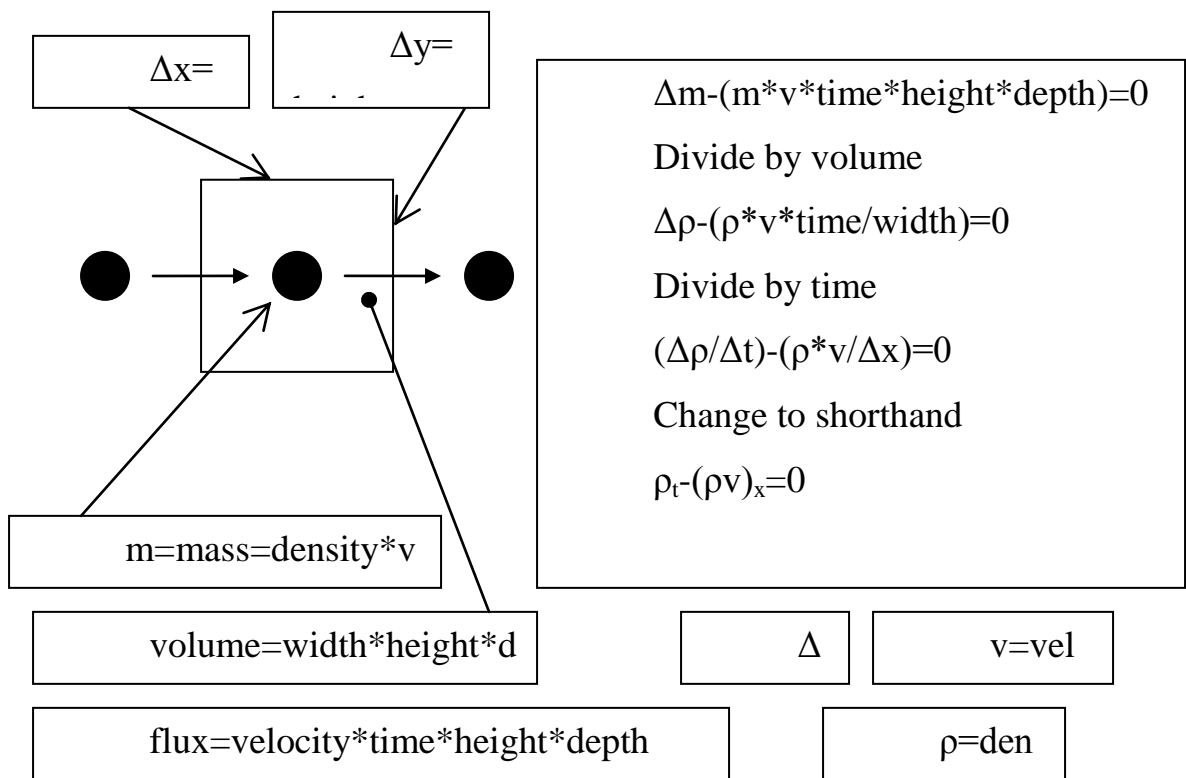 Δx=
Δy=
Δm-(m*v*time*height*depth)=0
Divide by volume
Δρ-(ρ*v*time/width)=0
Divide by time
(Δρ/Δt)-(ρ*v/Δx)=0
Change to shorthand
ρt-(ρv)x=0
m=mass=density*v
volume=width*height*d
Δ
v=vel
flux=velocity*time*height*depth
ρ=den